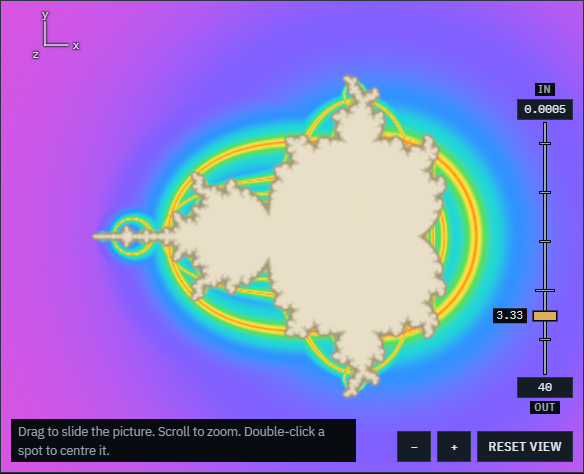 y
x
z
IN
0.0005
3.33
40
OUT
Drag to slide the picture. Scroll to zoom. Double-click a
spot to centre it.
− + RESET VIEW